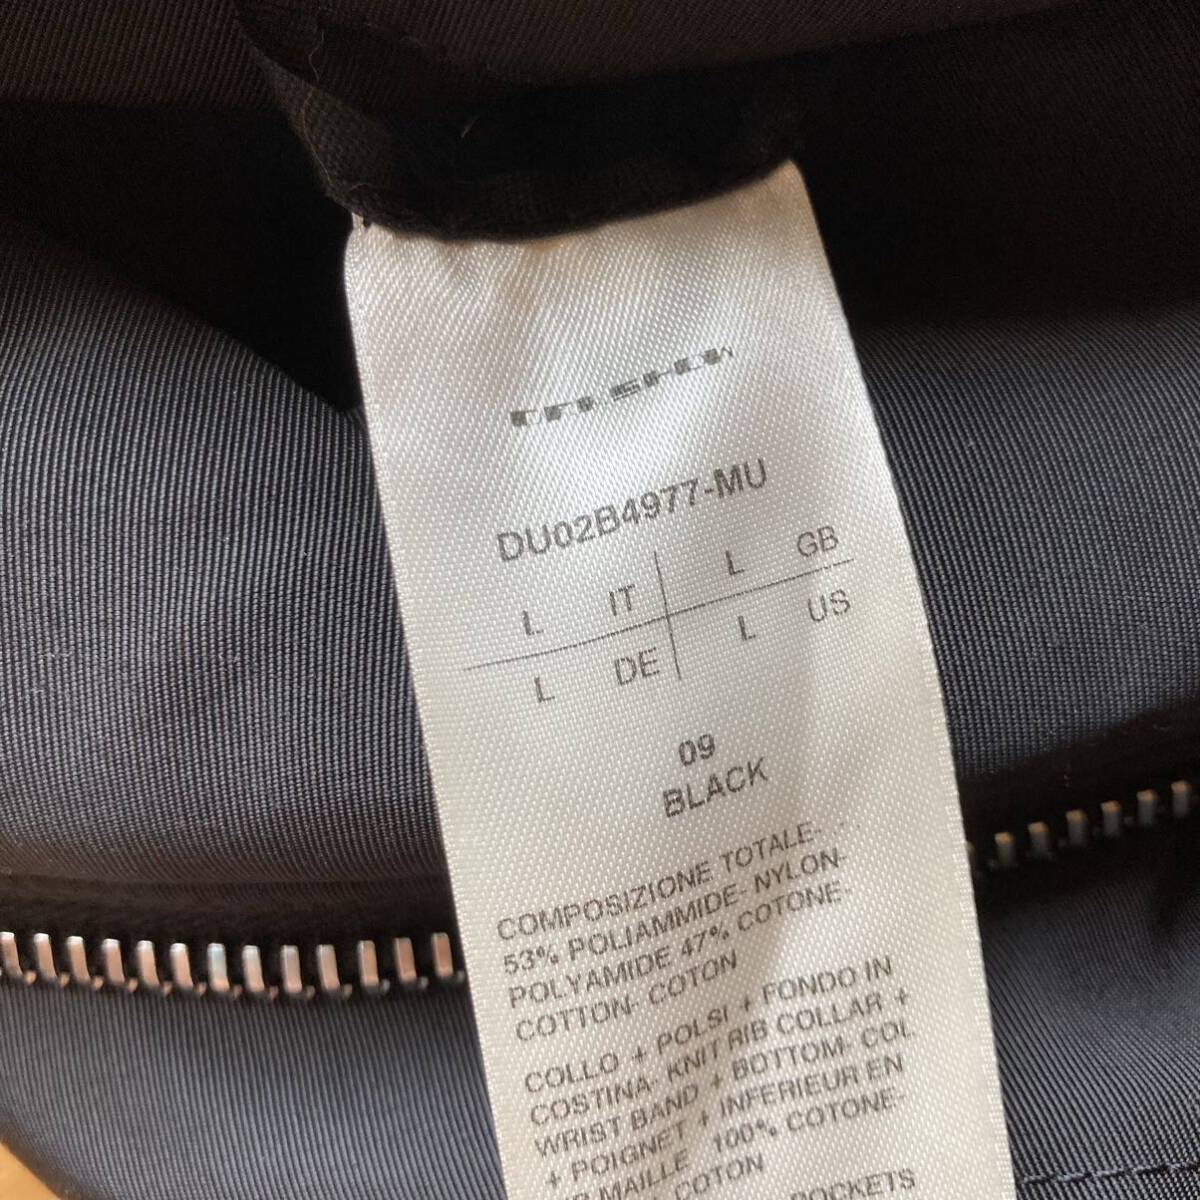 DRKSHDW
DU02B4977-MU
L IT L GB
L DE L US
09
BLACK
COMPOSIZIONE TOTALE-
53% POLIAMMIDE- NYLON-
POLYAMIDE 47% COTONE-
COTTON- COTON
COLLO + POLSI + FONDO IN
COSTINA- KNIT RIB COLLAR +
WRIST BAND + BOTTOM- COL
+ POIGNET + INFERIEUR EN
MAILLE 100% COTONE-
COTON
POCKETS